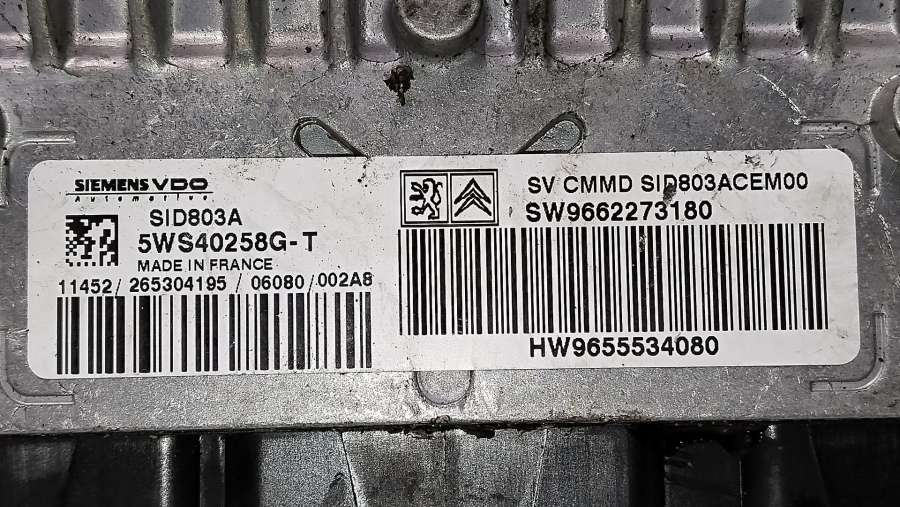 SIEMENS VDO
Automotive
SID803A
5WS40258G-T
MADE IN FRANCE
11452/265304195/06080/002A8
SV CMMD SID803ACEM00
SW9662273180
HW9655534080